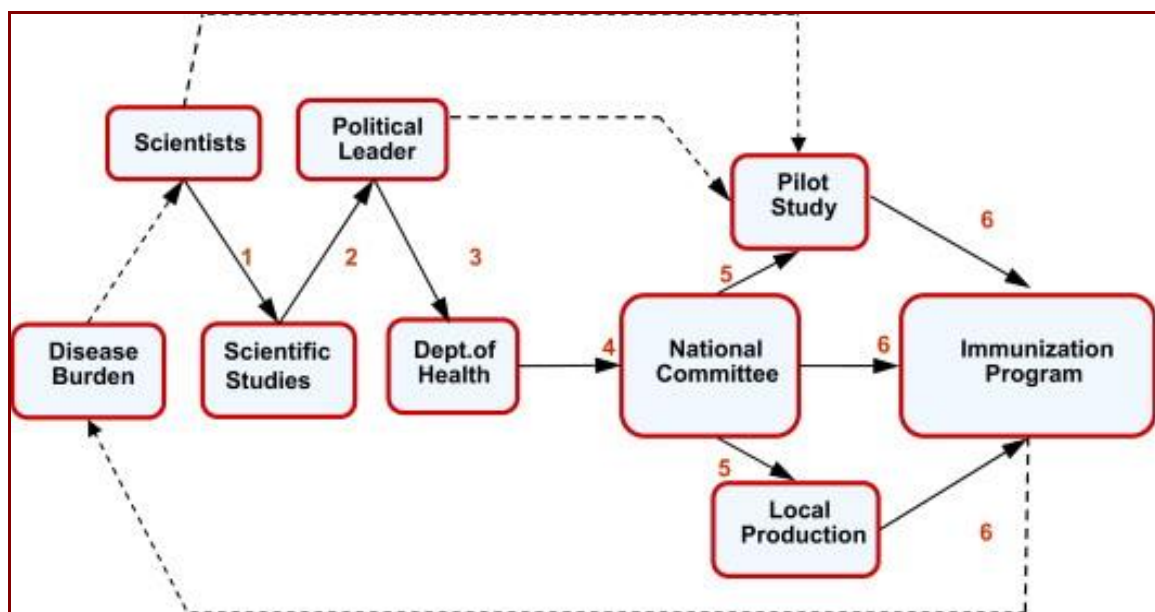 Scientists
Political
Leader
Pilot
Study
1
2
3
6
5
Disease
Burden
Scientific
Studies
Dept.of
Health
4
National
Committee
6
Immunization
Program
5
Local
Production
6